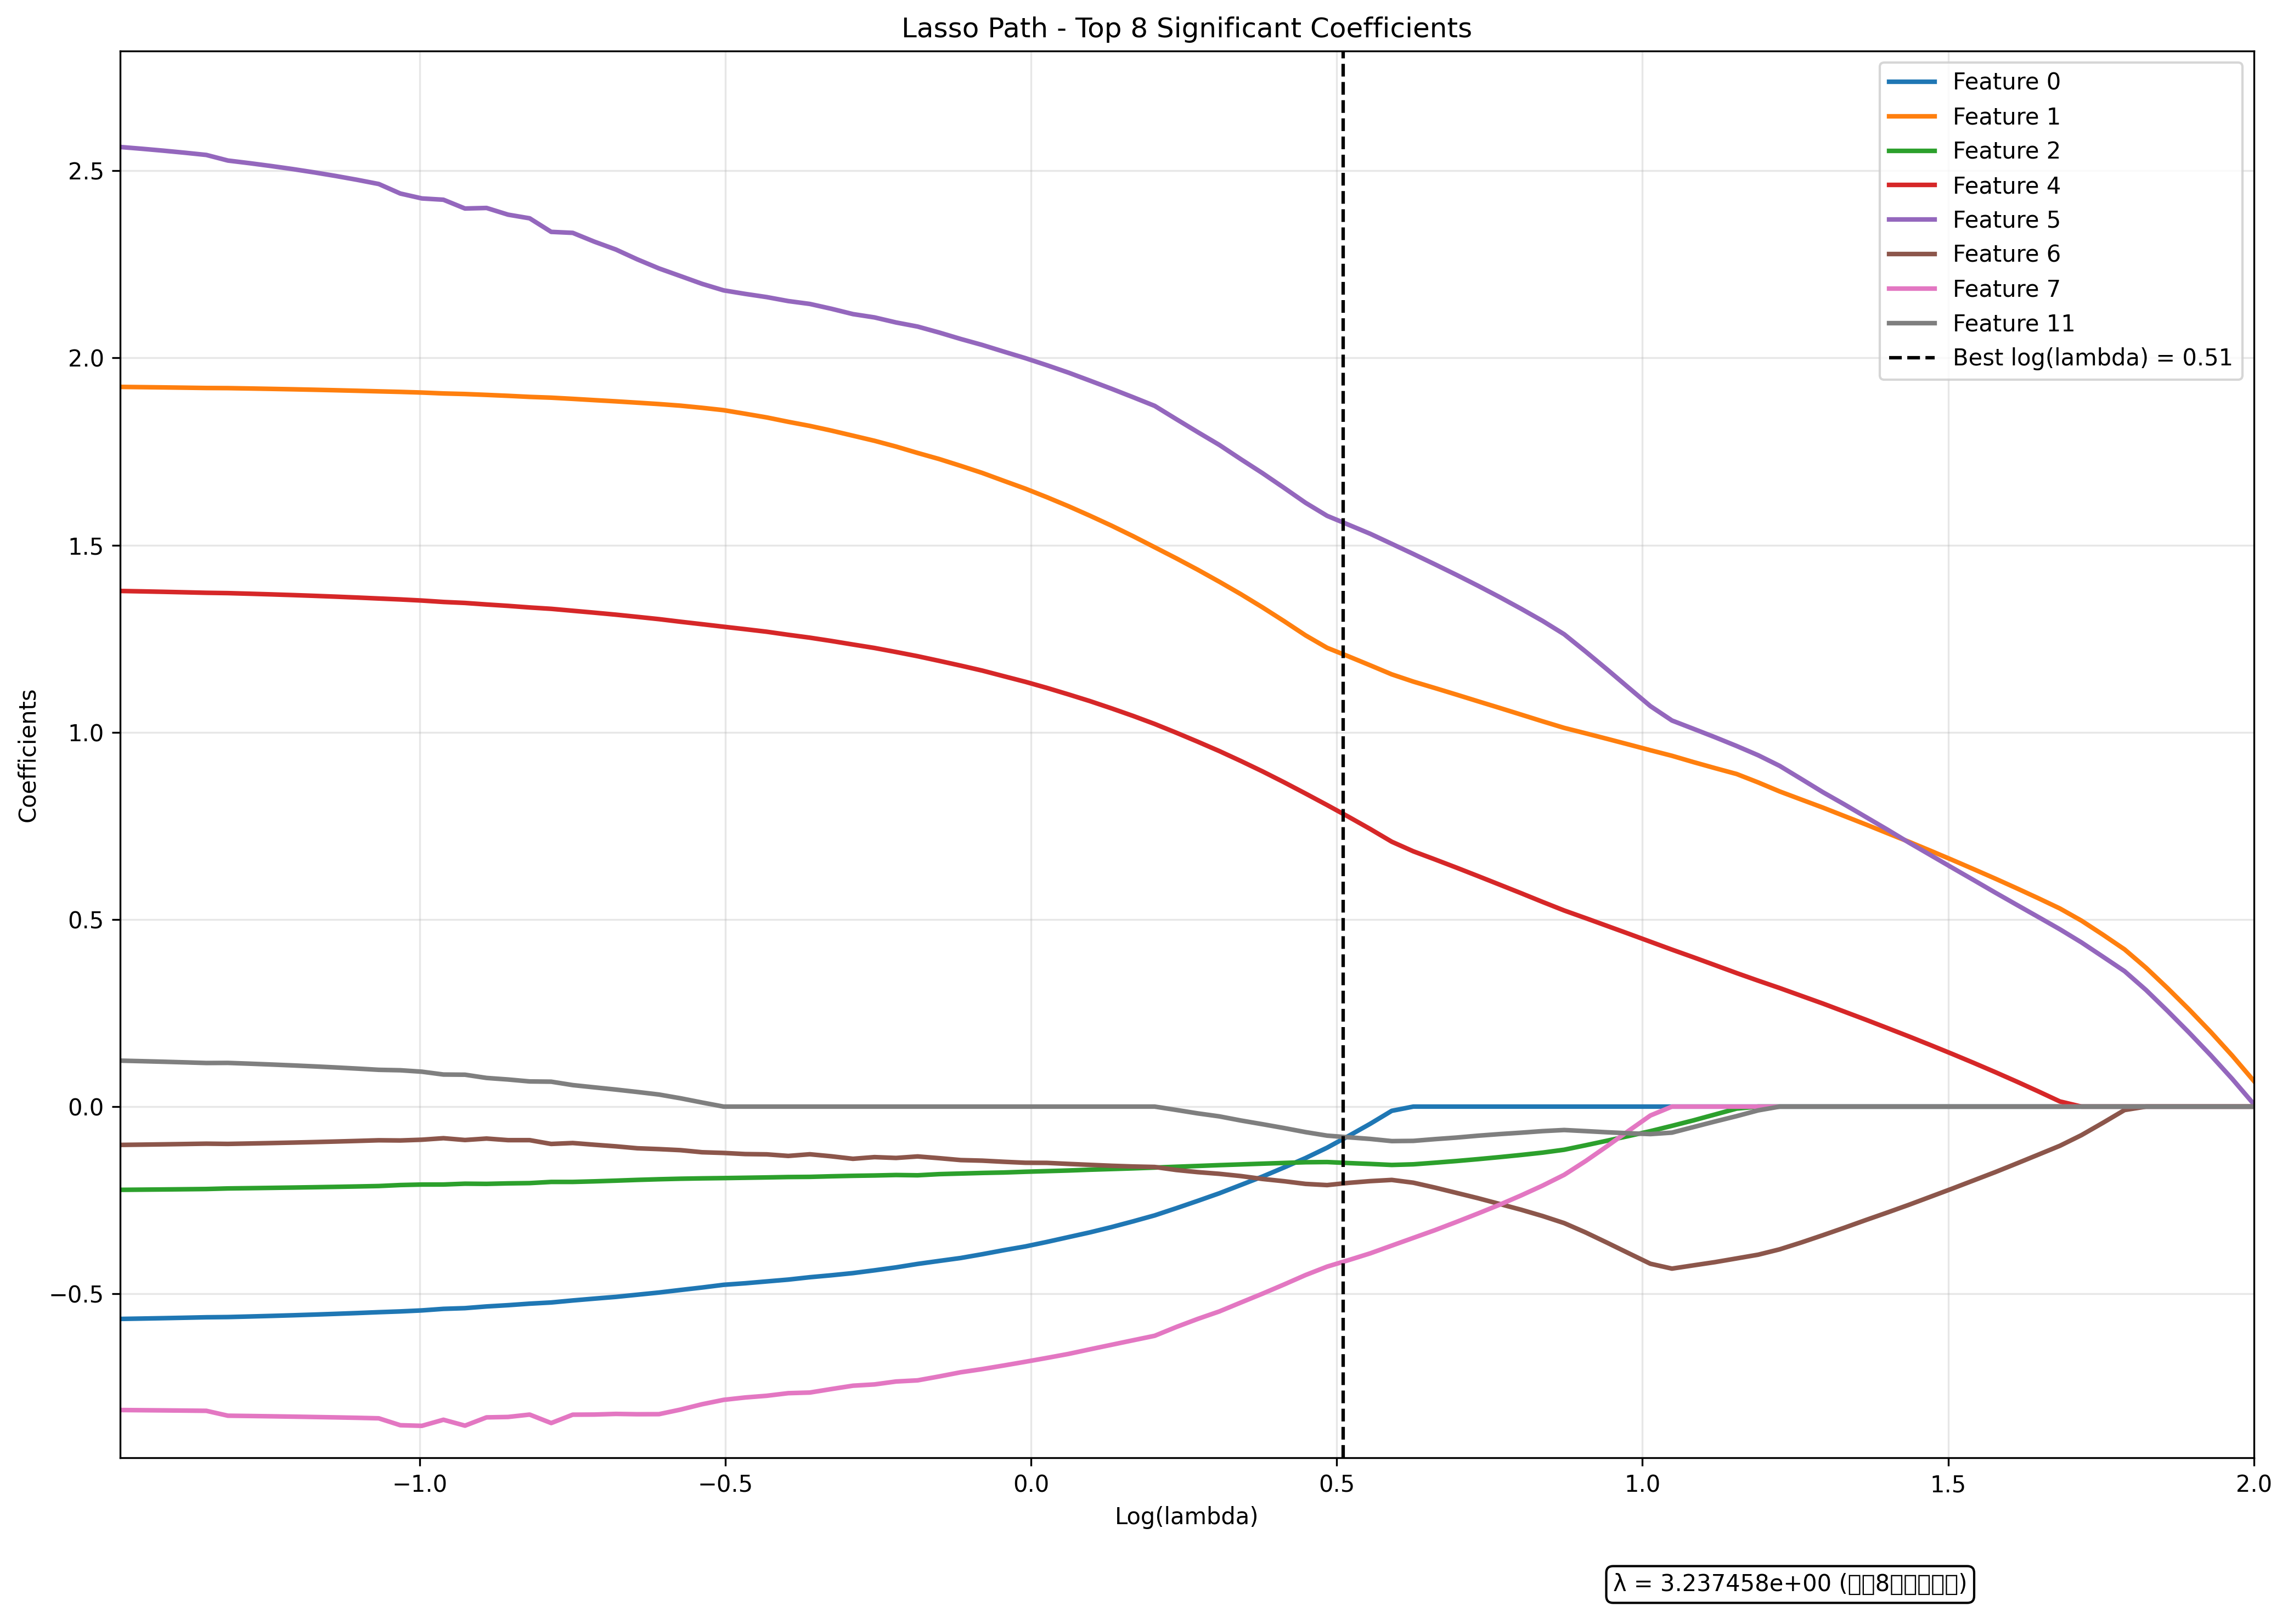 Lasso Path - Top 8 Significant Coefficients
Feature 0
Feature 1
Feature 2
Feature 4
Feature 5
Feature 6
Feature 7
Feature 11
Best log(lambda) = 0.51
Coefficients
2.5
2.0
1.5
1.0
0.5
0.0
−0.5
−1.0
−0.5
0.0
0.5
1.0
1.5
2.0
Log(lambda)
λ = 3.237458e+00 (□□8□□□□□)